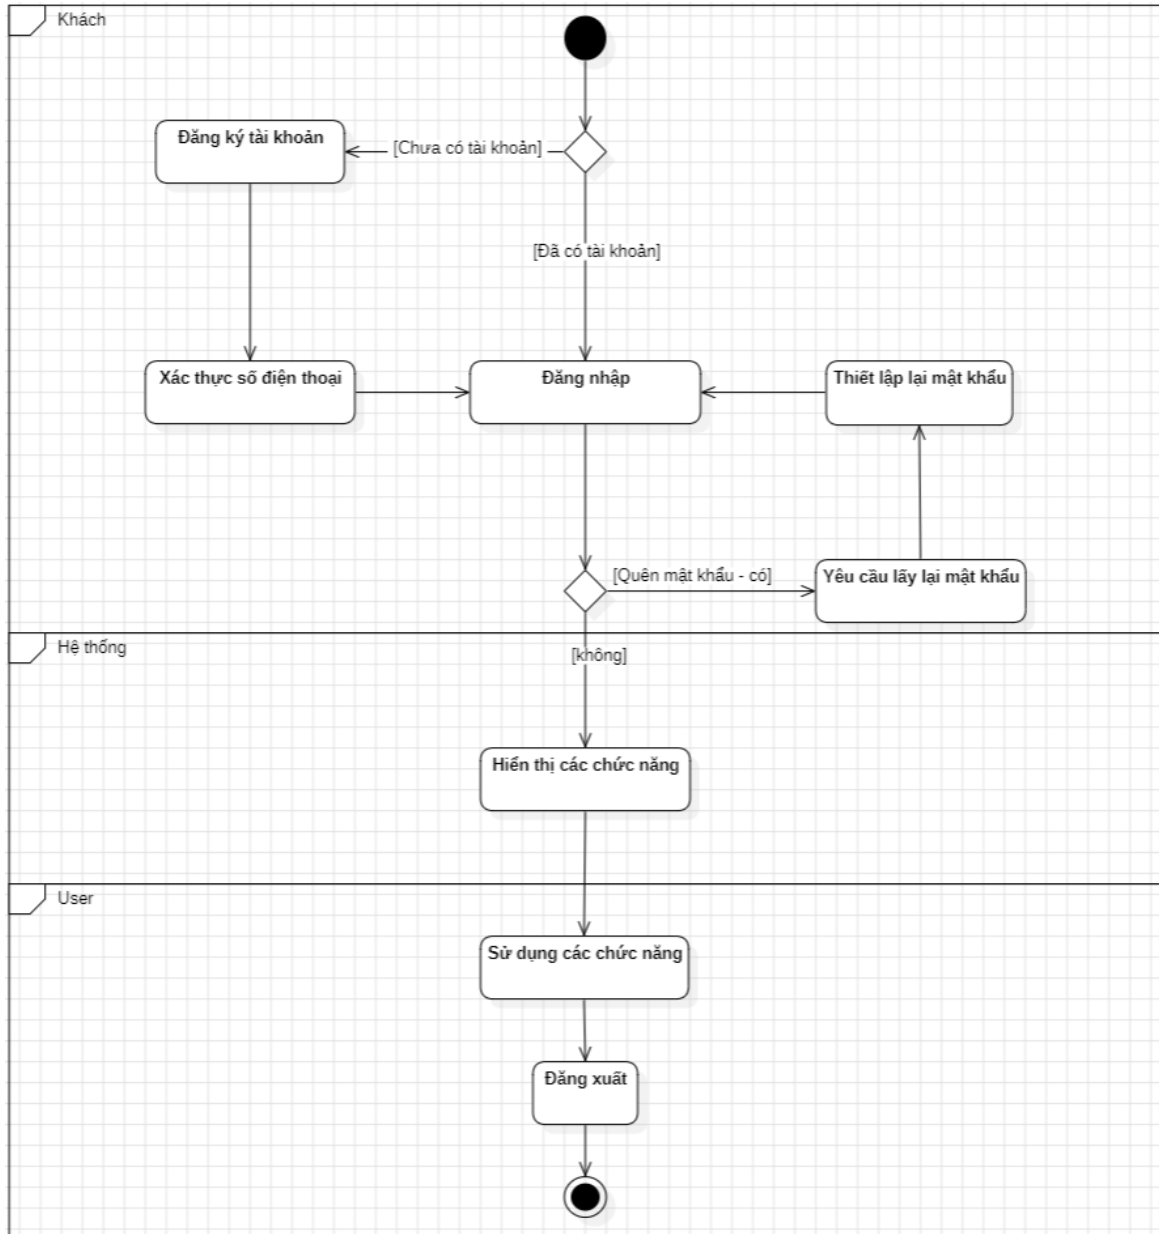 Khách
Đăng ký tài khoản
[Chưa có tài khoản]
[Đã có tài khoản]
Xác thực số điện thoại
Đăng nhập
Thiết lập lại mật khẩu
[Quên mật khẩu - có]
Yêu cầu lấy lại mật khẩu
Hệ thống
[không]
Hiển thị các chức năng
User
Sử dụng các chức năng
Đăng xuất